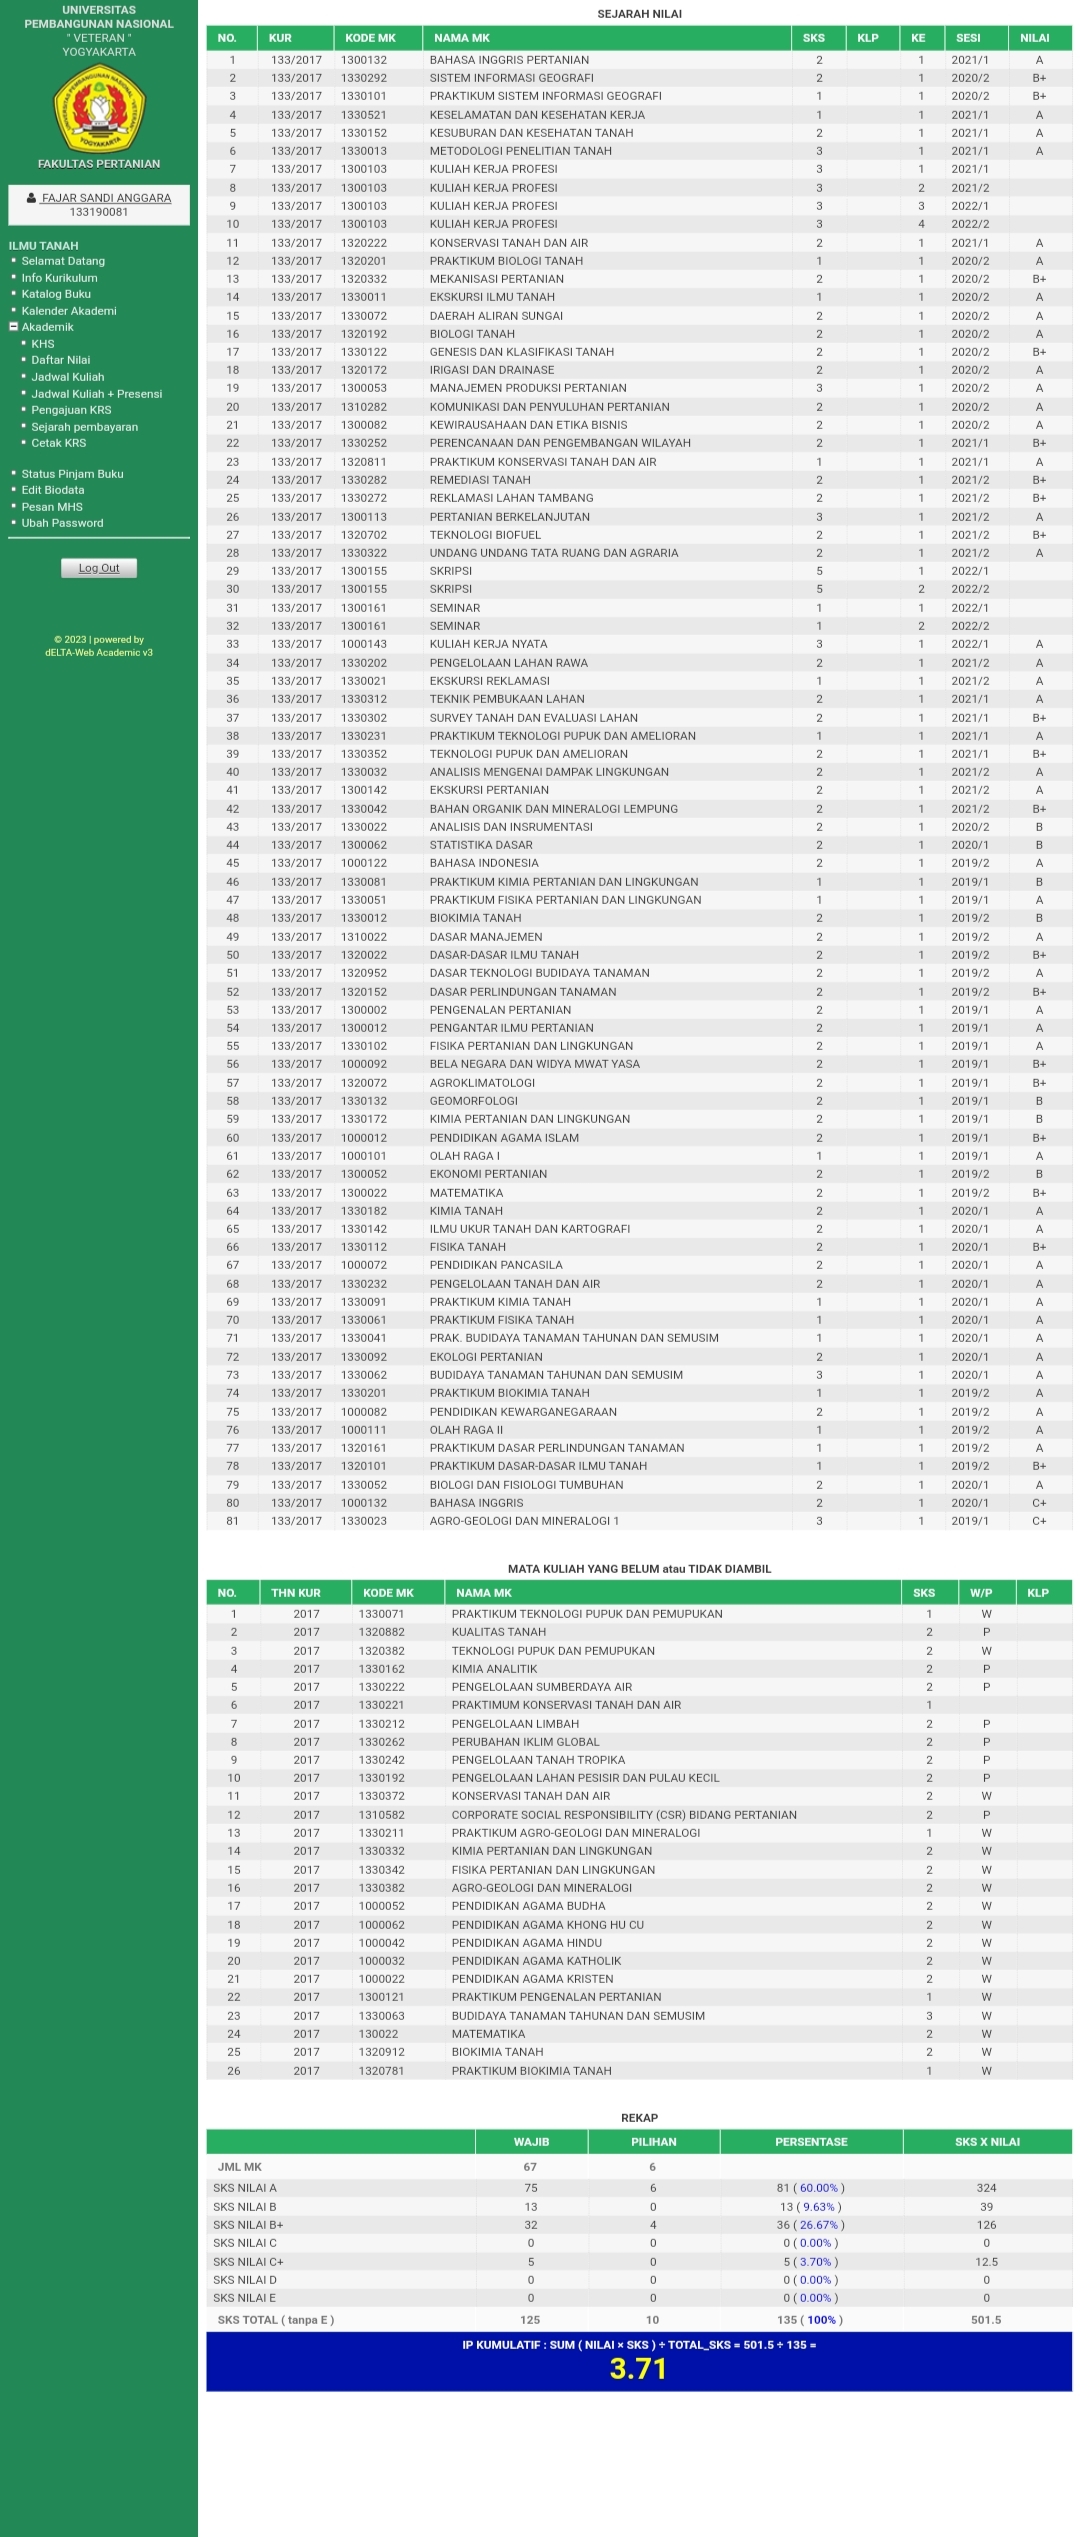 UNIVERSITAS
PEMBANGUNAN NASIONAL
" VETERAN "
YOGYAKARTA
UNIVERSITAS PEMBANGUNAN NASIONAL "VETERAN"
YOGYAKARTA
FAKULTAS PERTANIAN
FAJAR SANDI ANGGARA
133190081
ILMU TANAH
Selamat Datang
Info Kurikulum
Katalog Buku
Kalender Akademi
Akademik
KHS
Daftar Nilai
Jadwal Kuliah
Jadwal Kuliah + Presensi
Pengajuan KRS
Sejarah pembayaran
Cetak KRS
Status Pinjam Buku
Edit Biodata
Pesan MHS
Ubah Password
Log Out
© 2023 | powered by
dELTA-Web Academic v3
SEJARAH NILAI
NO. KUR KODE MK NAMA MK SKS KLP KE SESI NILAI
1 133/2017 1300132 BAHASA INGGRIS PERTANIAN 2 1 2021/1 A
2 133/2017 1330292 SISTEM INFORMASI GEOGRAFI 2 1 2020/2 B+
3 133/2017 1330101 PRAKTIKUM SISTEM INFORMASI GEOGRAFI 1 1 2020/2 B+
4 133/2017 1330521 KESELAMATAN DAN KESEHATAN KERJA 1 1 2021/1 A
5 133/2017 1330152 KESUBURAN DAN KESEHATAN TANAH 2 1 2021/1 A
6 133/2017 1330013 METODOLOGI PENELITIAN TANAH 3 1 2021/1 A
7 133/2017 1300103 KULIAH KERJA PROFESI 3 1 2021/1
8 133/2017 1300103 KULIAH KERJA PROFESI 3 2 2021/2
9 133/2017 1300103 KULIAH KERJA PROFESI 3 3 2022/1
10 133/2017 1300103 KULIAH KERJA PROFESI 3 4 2022/2
11 133/2017 1320222 KONSERVASI TANAH DAN AIR 2 1 2021/1 A
12 133/2017 1320201 PRAKTIKUM BIOLOGI TANAH 1 1 2020/2 A
13 133/2017 1320332 MEKANISASI PERTANIAN 2 1 2020/2 B+
14 133/2017 1330011 EKSKURSI ILMU TANAH 1 1 2020/2 A
15 133/2017 1330072 DAERAH ALIRAN SUNGAI 2 1 2020/2 A
16 133/2017 1320192 BIOLOGI TANAH 2 1 2020/2 A
17 133/2017 1330122 GENESIS DAN KLASIFIKASI TANAH 2 1 2020/2 B+
18 133/2017 1320172 IRIGASI DAN DRAINASE 2 1 2020/2 A
19 133/2017 1300053 MANAJEMEN PRODUKSI PERTANIAN 3 1 2020/2 A
20 133/2017 1310282 KOMUNIKASI DAN PENYULUHAN PERTANIAN 2 1 2020/2 A
21 133/2017 1300082 KEWIRAUSAHAAN DAN ETIKA BISNIS 2 1 2020/2 A
22 133/2017 1330252 PERENCANAAN DAN PENGEMBANGAN WILAYAH 2 1 2021/1 B+
23 133/2017 1320811 PRAKTIKUM KONSERVASI TANAH DAN AIR 1 1 2021/1 A
24 133/2017 1330282 REMEDIASI TANAH 2 1 2021/2 B+
25 133/2017 1330272 REKLAMASI LAHAN TAMBANG 2 1 2021/2 B+
26 133/2017 1300113 PERTANIAN BERKELANJUTAN 3 1 2021/2 A
27 133/2017 1320702 TEKNOLOGI BIOFUEL 2 1 2021/2 B+
28 133/2017 1330322 UNDANG UNDANG TATA RUANG DAN AGRARIA 2 1 2021/2 A
29 133/2017 1300155 SKRIPSI 5 1 2022/1
30 133/2017 1300155 SKRIPSI 5 2 2022/2
31 133/2017 1300161 SEMINAR 1 1 2022/1
32 133/2017 1300161 SEMINAR 1 2 2022/2
33 133/2017 1000143 KULIAH KERJA NYATA 3 1 2022/1 A
34 133/2017 1330202 PENGELOLAAN LAHAN RAWA 2 1 2021/2 A
35 133/2017 1330021 EKSKURSI REKLAMASI 1 1 2021/2 A
36 133/2017 1330312 TEKNIK PEMBUKAAN LAHAN 2 1 2021/1 A
37 133/2017 1330302 SURVEY TANAH DAN EVALUASI LAHAN 2 1 2021/1 B+
38 133/2017 1330231 PRAKTIKUM TEKNOLOGI PUPUK DAN AMELIORAN 1 1 2021/1 A
39 133/2017 1330352 TEKNOLOGI PUPUK DAN AMELIORAN 2 1 2021/1 B+
40 133/2017 1330032 ANALISIS MENGENAI DAMPAK LINGKUNGAN 2 1 2021/2 A
41 133/2017 1300142 EKSKURSI PERTANIAN 2 1 2021/2 A
42 133/2017 1330042 BAHAN ORGANIK DAN MINERALOGI LEMPUNG 2 1 2021/2 B+
43 133/2017 1330022 ANALISIS DAN INSRUMENTASI 2 1 2020/2 B
44 133/2017 1300062 STATISTIKA DASAR 2 1 2020/1 B
45 133/2017 1000122 BAHASA INDONESIA 2 1 2019/2 A
46 133/2017 1330081 PRAKTIKUM KIMIA PERTANIAN DAN LINGKUNGAN 1 1 2019/1 B
47 133/2017 1330051 PRAKTIKUM FISIKA PERTANIAN DAN LINGKUNGAN 1 1 2019/1 A
48 133/2017 1330012 BIOKIMIA TANAH 2 1 2019/2 B
49 133/2017 1310022 DASAR MANAJEMEN 2 1 2019/2 A
50 133/2017 1320022 DASAR-DASAR ILMU TANAH 2 1 2019/2 B+
51 133/2017 1320952 DASAR TEKNOLOGI BUDIDAYA TANAMAN 2 1 2019/2 A
52 133/2017 1320152 DASAR PERLINDUNGAN TANAMAN 2 1 2019/2 B+
53 133/2017 1300002 PENGENALAN PERTANIAN 2 1 2019/1 A
54 133/2017 1300012 PENGANTAR ILMU PERTANIAN 2 1 2019/1 A
55 133/2017 1330102 FISIKA PERTANIAN DAN LINGKUNGAN 2 1 2019/1 A
56 133/2017 1000092 BELA NEGARA DAN WIDYA MWAT YASA 2 1 2019/1 B+
57 133/2017 1320072 AGROKLIMATOLOGI 2 1 2019/1 B+
58 133/2017 1330132 GEOMORFOLOGI 2 1 2019/1 B
59 133/2017 1330172 KIMIA PERTANIAN DAN LINGKUNGAN 2 1 2019/1 B
60 133/2017 1000012 PENDIDIKAN AGAMA ISLAM 2 1 2019/1 B+
61 133/2017 1000101 OLAH RAGA I 1 1 2019/1 A
62 133/2017 1300052 EKONOMI PERTANIAN 2 1 2019/2 B
63 133/2017 1300022 MATEMATIKA 2 1 2019/2 B+
64 133/2017 1330182 KIMIA TANAH 2 1 2020/1 A
65 133/2017 1330142 ILMU UKUR TANAH DAN KARTOGRAFI 2 1 2020/1 A
66 133/2017 1330112 FISIKA TANAH 2 1 2020/1 B+
67 133/2017 1000072 PENDIDIKAN PANCASILA 2 1 2020/1 A
68 133/2017 1330232 PENGELOLAAN TANAH DAN AIR 2 1 2020/1 A
69 133/2017 1330091 PRAKTIKUM KIMIA TANAH 1 1 2020/1 A
70 133/2017 1330061 PRAKTIKUM FISIKA TANAH 1 1 2020/1 A
71 133/2017 1330041 PRAK. BUDIDAYA TANAMAN TAHUNAN DAN SEMUSIM 1 1 2020/1 A
72 133/2017 1330092 EKOLOGI PERTANIAN 2 1 2020/1 A
73 133/2017 1330062 BUDIDAYA TANAMAN TAHUNAN DAN SEMUSIM 3 1 2020/1 A
74 133/2017 1330201 PRAKTIKUM BIOKIMIA TANAH 1 1 2019/2 A
75 133/2017 1000082 PENDIDIKAN KEWARGANEGARAAN 2 1 2019/2 A
76 133/2017 1000111 OLAH RAGA II 1 1 2019/2 A
77 133/2017 1320161 PRAKTIKUM DASAR PERLINDUNGAN TANAMAN 1 1 2019/2 A
78 133/2017 1320101 PRAKTIKUM DASAR-DASAR ILMU TANAH 1 1 2019/2 B+
79 133/2017 1330052 BIOLOGI DAN FISIOLOGI TUMBUHAN 2 1 2020/1 A
80 133/2017 1000132 BAHASA INGGRIS 2 1 2020/1 C+
81 133/2017 1330023 AGRO-GEOLOGI DAN MINERALOGI 1 3 1 2019/1 C+
MATA KULIAH YANG BELUM atau TIDAK DIAMBIL
NO. THN KUR KODE MK NAMA MK SKS W/P KLP
1 2017 1330071 PRAKTIKUM TEKNOLOGI PUPUK DAN PEMUPUKAN 1 W
2 2017 1320882 KUALITAS TANAH 2 P
3 2017 1320382 TEKNOLOGI PUPUK DAN PEMUPUKAN 2 W
4 2017 1330162 KIMIA ANALITIK 2 P
5 2017 1330222 PENGELOLAAN SUMBERDAYA AIR 2 P
6 2017 1330221 PRAKTIMUM KONSERVASI TANAH DAN AIR 1
7 2017 1330212 PENGELOLAAN LIMBAH 2 P
8 2017 1330262 PERUBAHAN IKLIM GLOBAL 2 P
9 2017 1330242 PENGELOLAAN TANAH TROPIKA 2 P
10 2017 1330192 PENGELOLAAN LAHAN PESISIR DAN PULAU KECIL 2 P
11 2017 1330372 KONSERVASI TANAH DAN AIR 2 W
12 2017 1310582 CORPORATE SOCIAL RESPONSIBILITY (CSR) BIDANG PERTANIAN 2 P
13 2017 1330211 PRAKTIKUM AGRO-GEOLOGI DAN MINERALOGI 1 W
14 2017 1330332 KIMIA PERTANIAN DAN LINGKUNGAN 2 W
15 2017 1330342 FISIKA PERTANIAN DAN LINGKUNGAN 2 W
16 2017 1330382 AGRO-GEOLOGI DAN MINERALOGI 2 W
17 2017 1000052 PENDIDIKAN AGAMA BUDHA 2 W
18 2017 1000062 PENDIDIKAN AGAMA KHONG HU CU 2 W
19 2017 1000042 PENDIDIKAN AGAMA HINDU 2 W
20 2017 1000032 PENDIDIKAN AGAMA KATHOLIK 2 W
21 2017 1000022 PENDIDIKAN AGAMA KRISTEN 2 W
22 2017 1300121 PRAKTIKUM PENGENALAN PERTANIAN 1 W
23 2017 1330063 BUDIDAYA TANAMAN TAHUNAN DAN SEMUSIM 3 W
24 2017 130022 MATEMATIKA 2 W
25 2017 1320912 BIOKIMIA TANAH 2 W
26 2017 1320781 PRAKTIKUM BIOKIMIA TANAH 1 W
REKAP
WAJIB PILIHAN PERSENTASE SKS X NILAI
JML MK 67 6
SKS NILAI A 75 6 81 ( 60.00% ) 324
SKS NILAI B 13 0 13 ( 9.63% ) 39
SKS NILAI B+ 32 4 36 ( 26.67% ) 126
SKS NILAI C 0 0 0 ( 0.00% ) 0
SKS NILAI C+ 5 0 5 ( 3.70% ) 12.5
SKS NILAI D 0 0 0 ( 0.00% ) 0
SKS NILAI E 0 0 0 ( 0.00% ) 0
SKS TOTAL ( tanpa E ) 125 10 135 ( 100% ) 501.5
IP KUMULATIF : SUM ( NILAI × SKS ) ÷ TOTAL_SKS = 501.5 ÷ 135 =
3.71